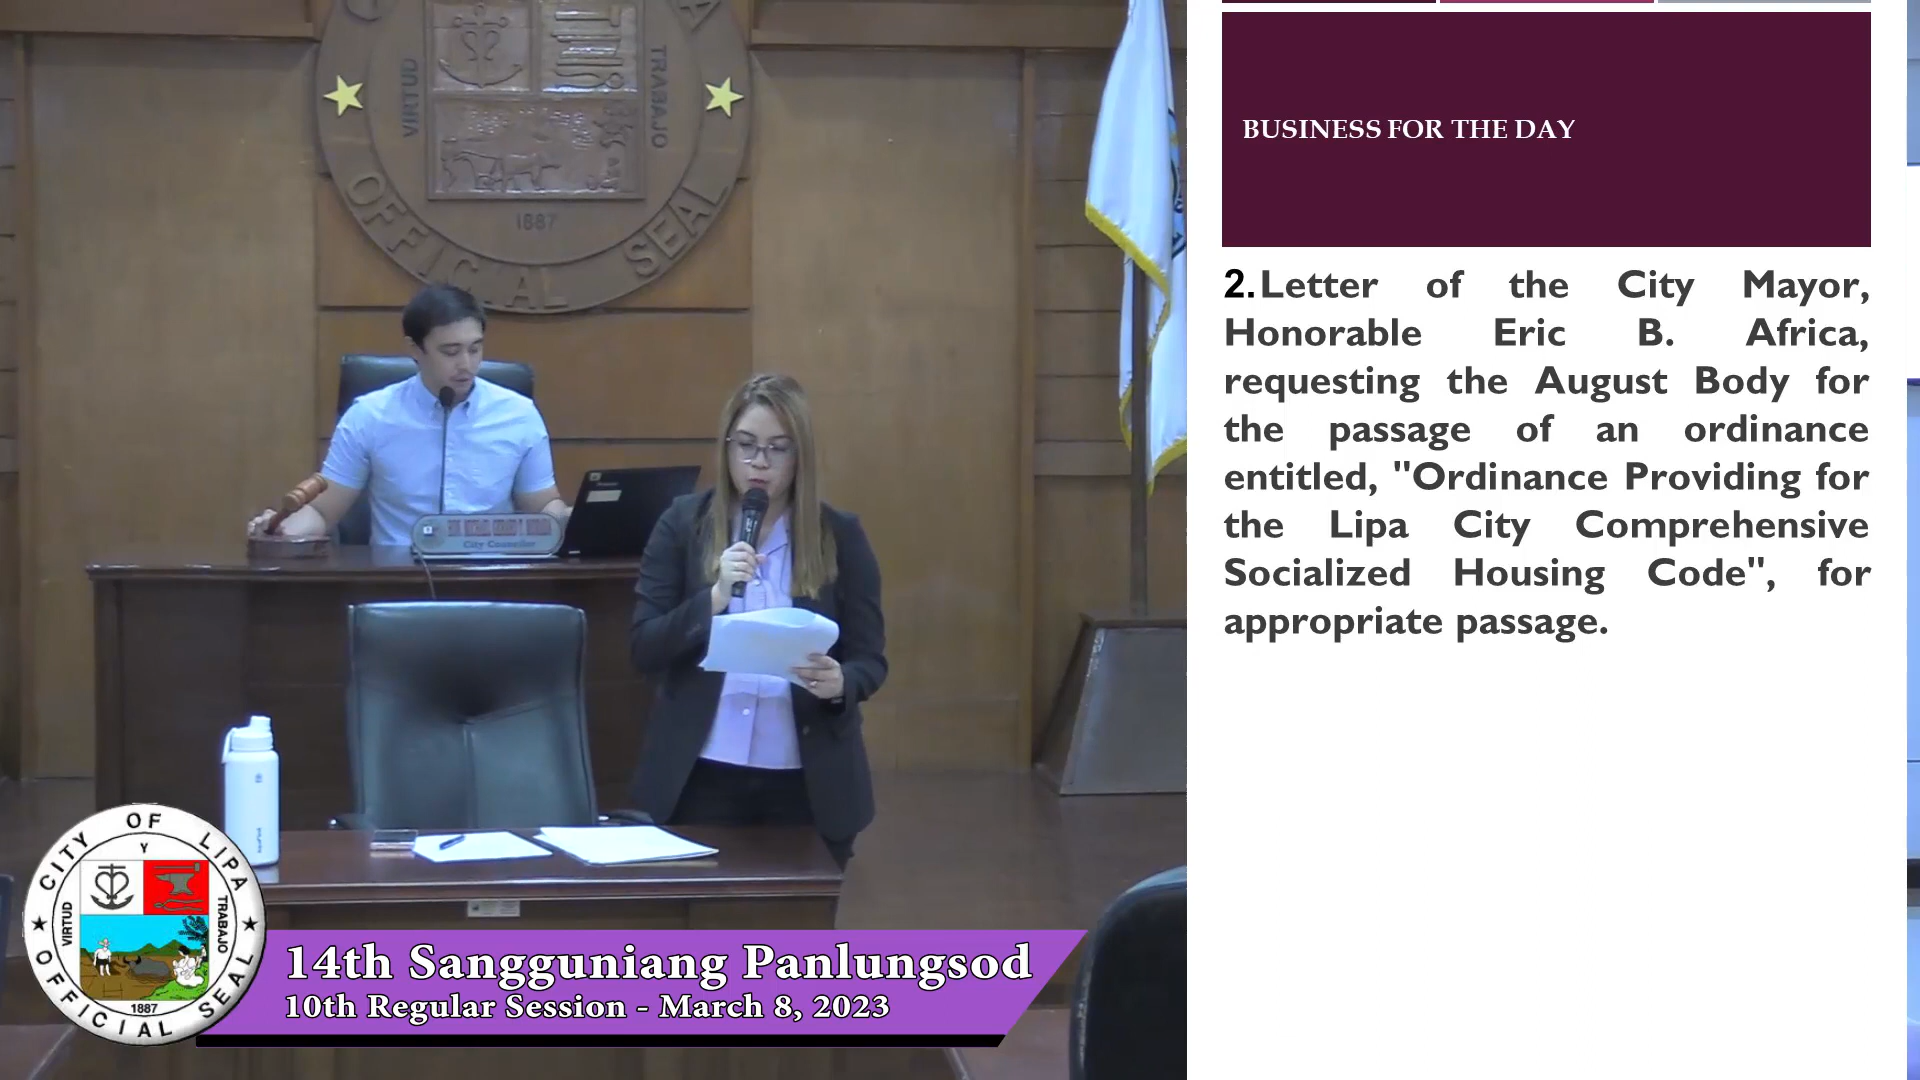 VIRTUD
TRABAJO
1887
OFFICIAL SEAL
City Councilor
CITY OF LIPA
Y
VIRTUD
TRABAJO
1887
OFFICIAL SEAL
14th Sangguniang Panlungsod
10th Regular Session - March 8, 2023
BUSINESS FOR THE DAY
2. Letter of the City Mayor,
Honorable Eric B. Africa,
requesting the August Body for
the passage of an ordinance
entitled, "Ordinance Providing for
the Lipa City Comprehensive
Socialized Housing Code", for
appropriate passage.